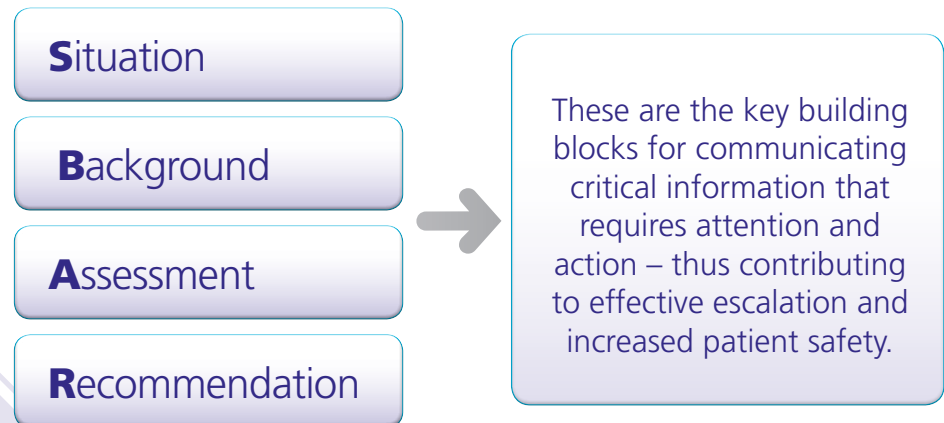 Situation
Background
Assessment
Recommendation
These are the key building
blocks for communicating
critical information that
requires attention and
action – thus contributing
to effective escalation and
increased patient safety.